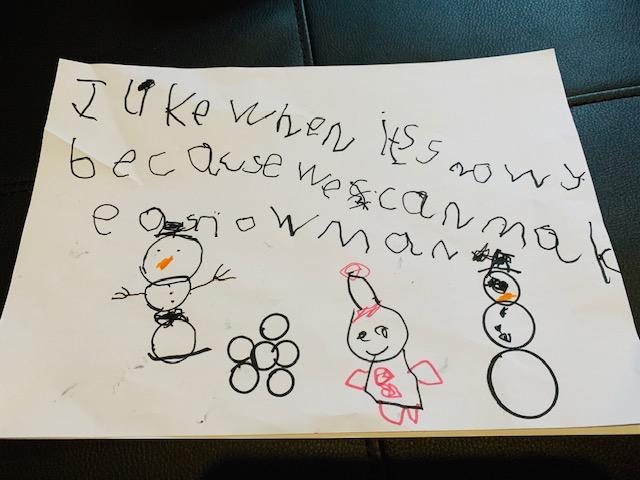 I like when its snowy.
because we can mak
e a snowman